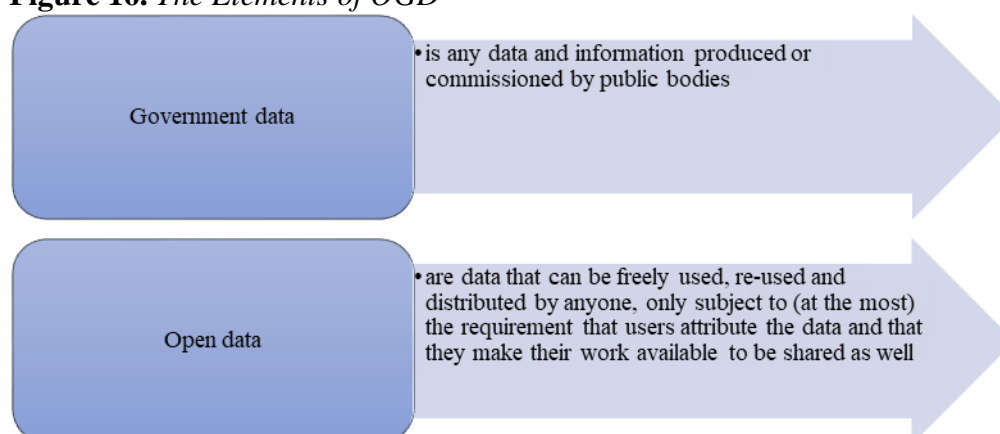 Figure 16. The Elements of OGD
Government data
•is any data and information produced or
commissioned by public bodies
Open data
•are data that can be freely used, re-used and
distributed by anyone, only subject to (at the most)
the requirement that users attribute the data and that
they make their work available to be shared as well